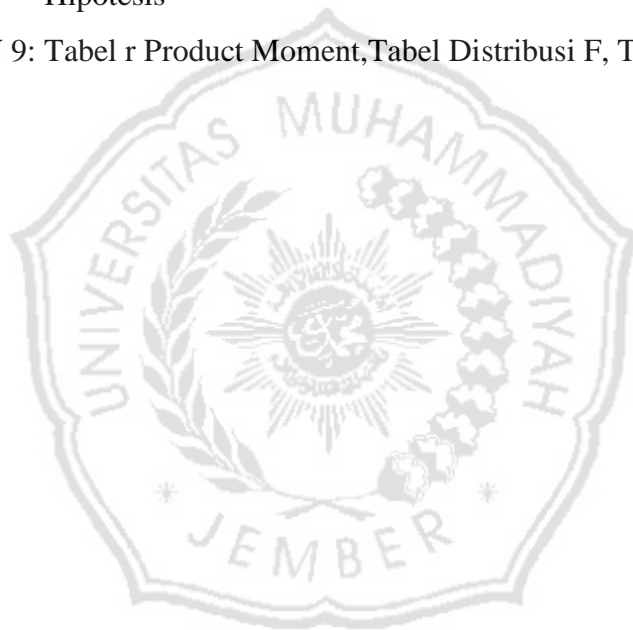 Hipotesis
9: Tabel r Product Moment,Tabel Distribusi F, T
UNIVERSITAS MUHAMMADIYAH
* JEMBER *